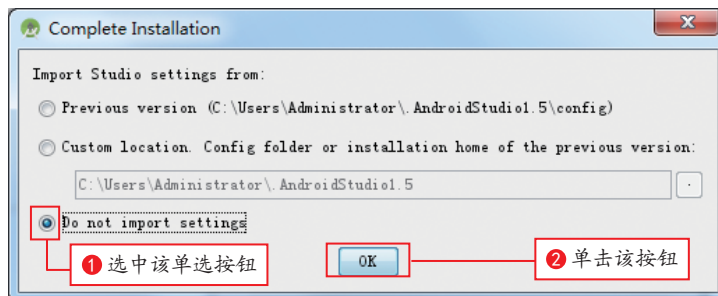 Complete Installation
Import Studio settings from:
Previous version (C:\Users\Administrator\.AndroidStudio1.5\config)
Custom location. Config folder or installation home of the previous version:
C:\Users\Administrator\.AndroidStudio1.5
Do not import settings
❶ 选中该单选按钮
OK
❷ 单击该按钮